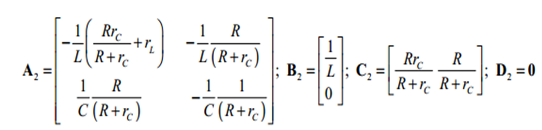 A₂ = [ -1/L (Rr_C/(R+r_C) + r_L)   -1/L R/(R+r_C) ; 1/C R/(R+r_C)   -1/C 1/(R+r_C) ]; B₂ = [ 1/L ; 0 ]; C₂ = [ Rr_C/(R+r_C)   R/(R+r_C) ]; D₂ = 0